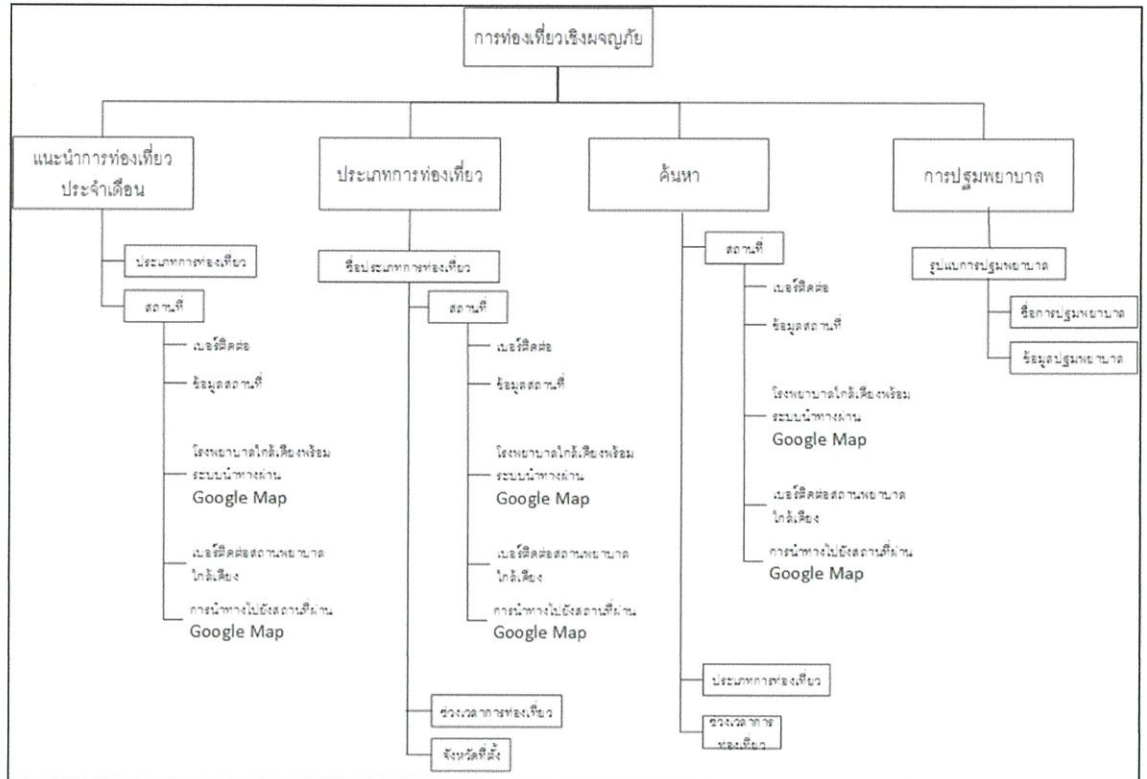 การท่องเที่ยวเชิงผจญภัย
แนะนำการท่องเที่ยว
ประจำเดือน
ประเภทการท่องเที่ยว
สถานที่
เบอร์ติดต่อ
ข้อมูลสถานที่
โรงพยาบาลใกล้เคียงพร้อม
ระบบนำทางผ่าน
Google Map
เบอร์ติดต่อสถานพยาบาล
ใกล้เคียง
การนำทางไปยังสถานที่ผ่าน
Google Map
ประเภทการท่องเที่ยว
ชื่อประเภทการท่องเที่ยว
สถานที่
เบอร์ติดต่อ
ข้อมูลสถานที่
โรงพยาบาลใกล้เคียงพร้อม
ระบบนำทางผ่าน
Google Map
เบอร์ติดต่อสถานพยาบาล
ใกล้เคียง
การนำทางไปยังสถานที่ผ่าน
Google Map
ช่วงเวลาการท่องเที่ยว
จังหวัดที่ตั้ง
ค้นหา
สถานที่
เบอร์ติดต่อ
ข้อมูลสถานที่
โรงพยาบาลใกล้เคียงพร้อม
ระบบนำทางผ่าน
Google Map
เบอร์ติดต่อสถานพยาบาล
ใกล้เคียง
การนำทางไปยังสถานที่ผ่าน
Google Map
ประเภทการท่องเที่ยว
ช่วงเวลาการ
ท่องเที่ยว
การปฐมพยาบาล
รูปแบบการปฐมพยาบาล
ชื่อการปฐมพยาบาล
ข้อมูลปฐมพยาบาล